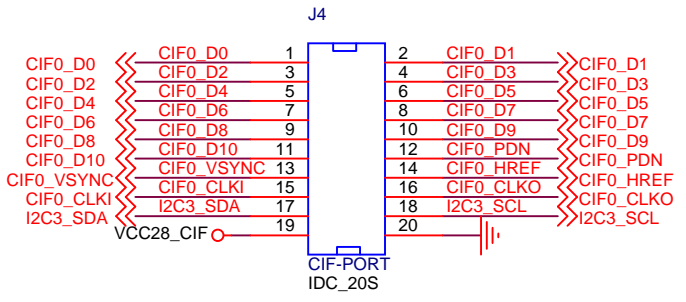 J4
CIF0_D0 CIF0_D0 1 2 CIF0_D1 CIF0_D1
CIF0_D2 CIF0_D2 3 4 CIF0_D3 CIF0_D3
CIF0_D4 CIF0_D4 5 6 CIF0_D5 CIF0_D5
CIF0_D6 CIF0_D6 7 8 CIF0_D7 CIF0_D7
CIF0_D8 CIF0_D8 9 10 CIF0_D9 CIF0_D9
CIF0_D10 CIF0_D10 11 12 CIF0_PDN CIF0_PDN
CIF0_VSYNC CIF0_VSYNC 13 14 CIF0_HREF CIF0_HREF
CIF0_CLKI CIF0_CLKI 15 16 CIF0_CLKO CIF0_CLKO
I2C3_SDA I2C3_SDA 17 18 I2C3_SCL I2C3_SCL
VCC28_CIF 19 20
CIF-PORT
IDC_20S